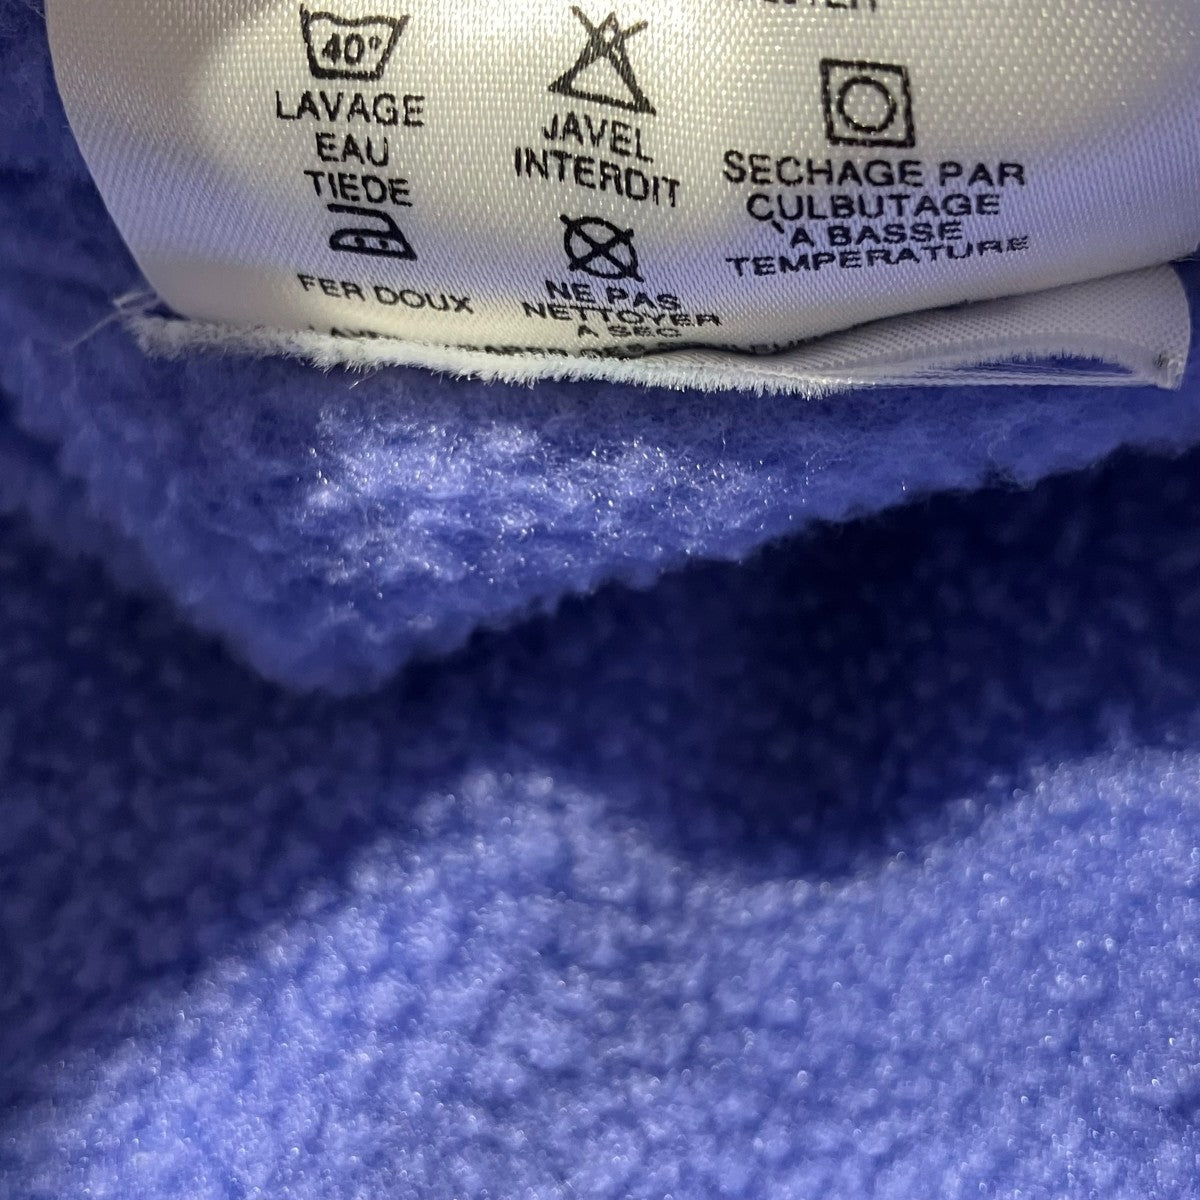 40°
LAVAGE
EAU
TIEDE
FER DOUX
JAVEL
INTERDIT
NE PAS
NETTOYER
A SEC
SECHAGE PAR
CULBUTAGE
`A BASSE
TEMPERATURE